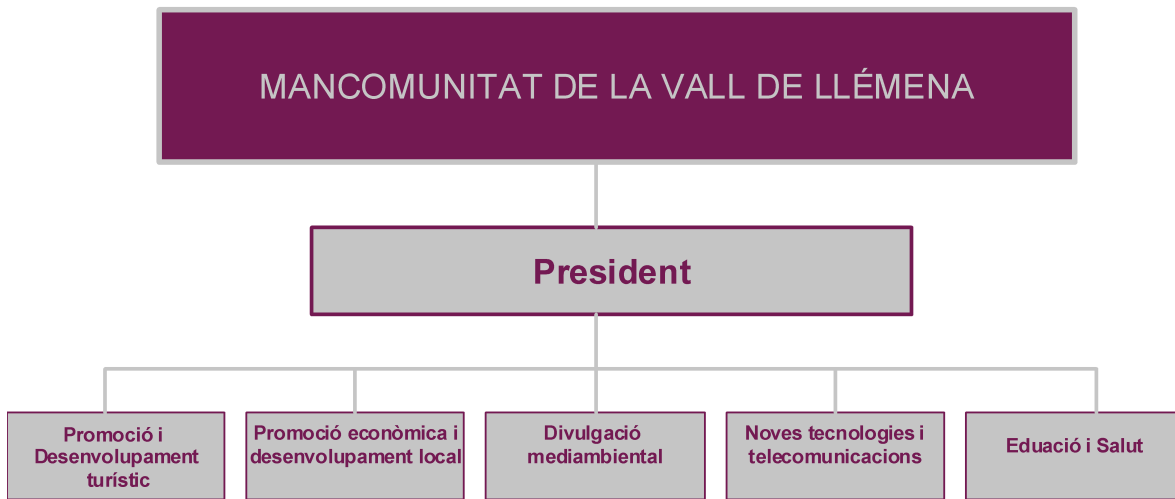 MANCOMUNITAT DE LA VALL DE LLÉMENA
President
Promoció i
Desenvolupament
turístic
Promoció econòmica i
desenvolupament local
Divulgació
mediambiental
Noves tecnologies i
telecomunicacions
Eduació i Salut